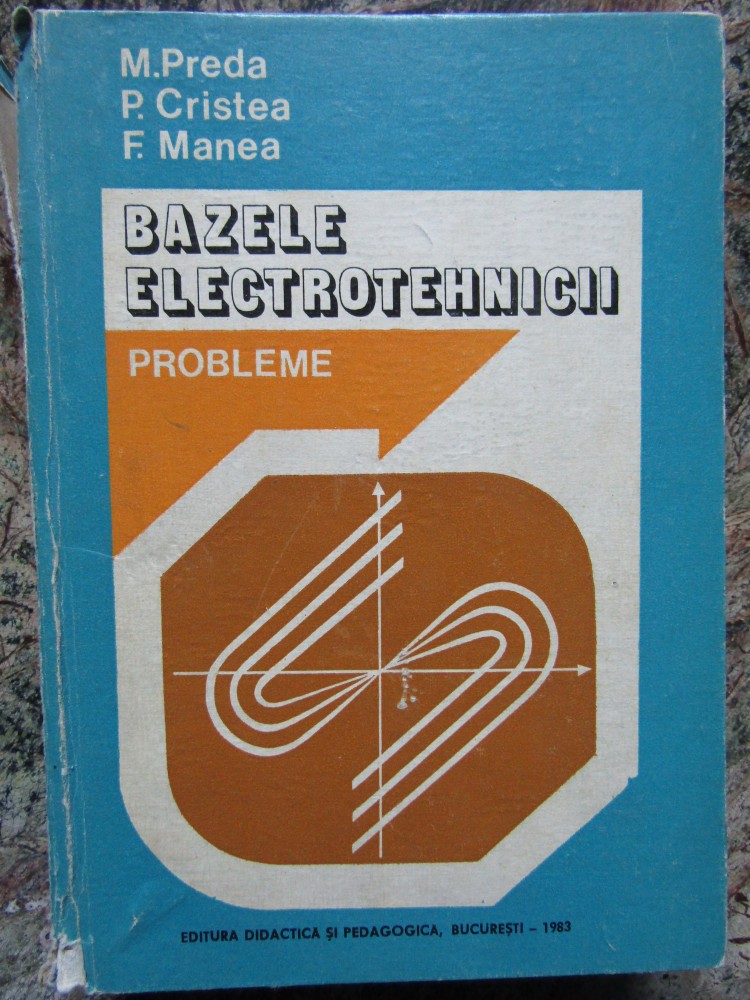 M. Preda
P. Cristea
F. Manea
BAZELE
ELECTROTEHNICII
PROBLEME
EDITURA DIDACTICA ŞI PEDAGOGICA, BUCUREŞTI – 1983